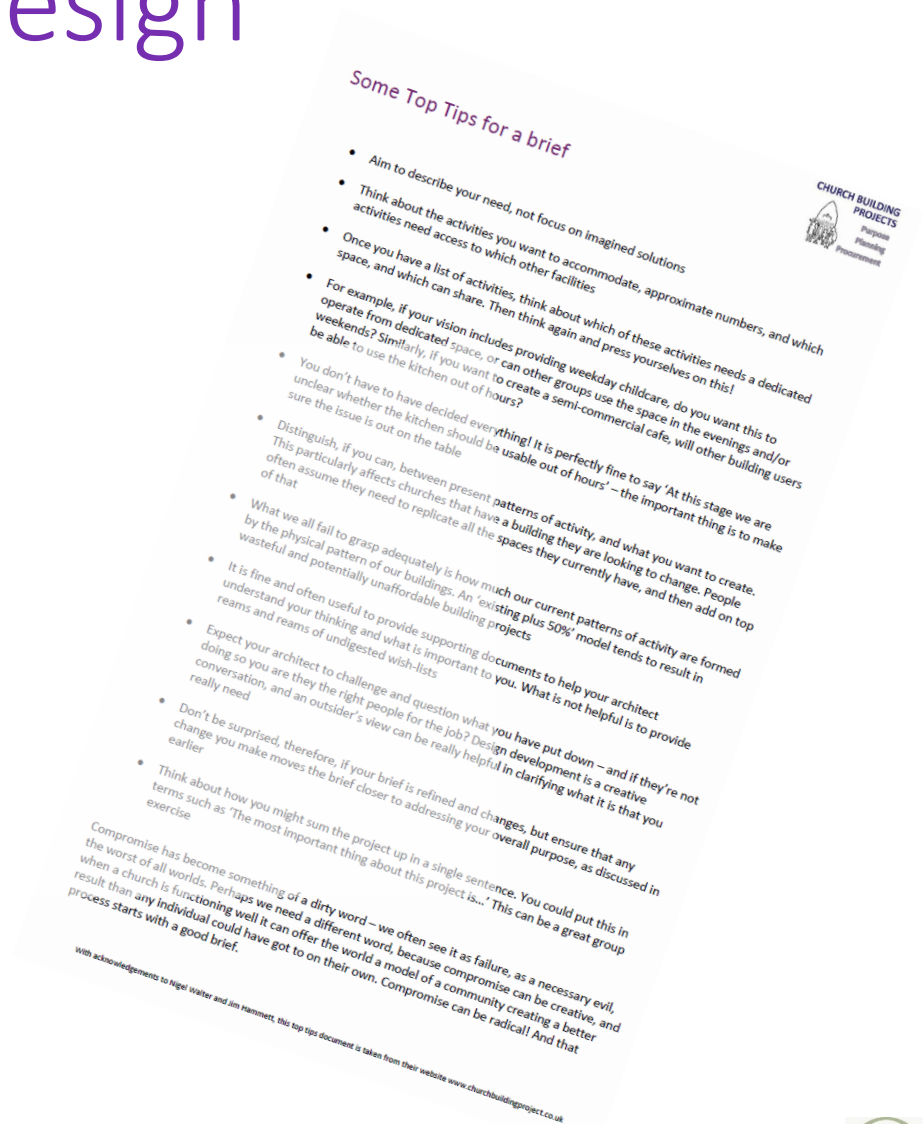 esign
Some Top Tips for a brief
CHURCH BUILDING
PROJECTS
Purpose
Planning
Procurement
• Aim to describe your need, not focus on imagined solutions
• Think about the activities you want to accommodate, approximate numbers, and which
activities need access to which other facilities
• Once you have a list of activities, think about which of these activities needs a dedicated
space, and which can share. Then think again and press yourselves on this!
• For example, if your vision includes providing weekday childcare, do you want this to
operate from dedicated space, or can other groups use the space in the evenings and/or
weekends? Similarly, if you want to create a semi-commercial cafe, will other building users
be able to use the kitchen out of hours?
• You don't have to have decided everything! It is perfectly fine to say 'At this stage we are
unclear whether the kitchen should be usable out of hours' – the important thing is to make
sure the issue is out on the table
• Distinguish, if you can, between present patterns of activity, and what you want to create.
This particularly affects churches that have a building they are looking to change. People
often assume they need to replicate all the spaces they currently have, and then add on top
of that
• What we all fail to grasp adequately is how much our current patterns of activity are formed
by the physical pattern of our buildings. An 'existing plus 50%' model tends to result in
wasteful and potentially unaffordable building projects
• It is fine and often useful to provide supporting documents to help your architect
understand your thinking and what is important to you. What is not helpful is to provide
reams and reams of undigested wish-lists
• Expect your architect to challenge and question what you have put down – and if they're not
doing so you are they the right people for the job? Design development is a creative
conversation, and an outsider's view can be really helpful in clarifying what it is that you
really need
• Don't be surprised, therefore, if your brief is refined and changes, but ensure that any
change you make moves the brief closer to addressing your overall purpose, as discussed in
earlier
• Think about how you might sum the project up in a single sentence. You could put this in
terms such as 'The most important thing about this project is...' This can be a great group
exercise
Compromise has become something of a dirty word – we often see it as failure, as a necessary evil,
the worst of all worlds. Perhaps we need a different word, because compromise can be creative, and
when a church is functioning well it can offer the world a model of a community creating a better
result than any individual could have got to on their own. Compromise can be radical! And that
process starts with a good brief.
With acknowledgements to Nigel Walter and Jim Hammett, this top tips document is taken from their website www.churchbuildingproject.co.uk